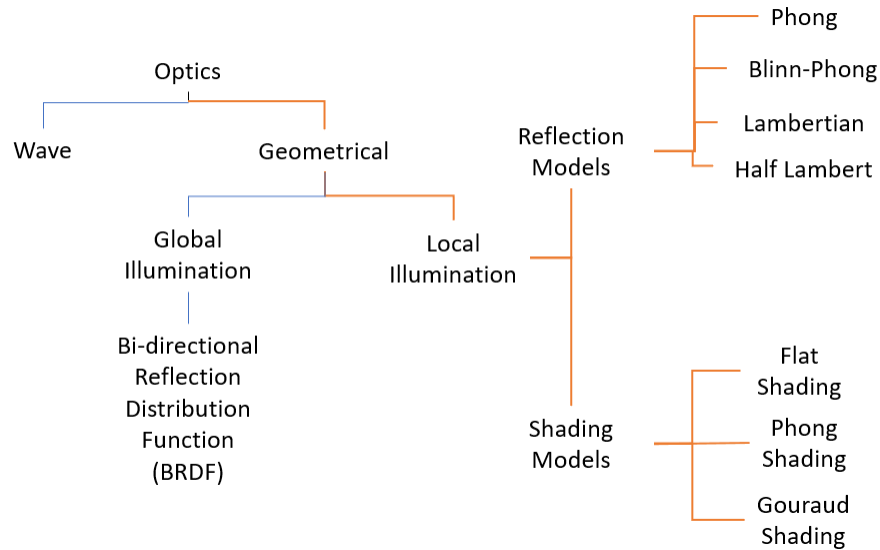 Optics
Wave
Geometrical
Global
Illumination
Bi-directional
Reflection
Distribution
Function
(BRDF)
Local
Illumination
Reflection
Models
Phong
Blinn-Phong
Lambertian
Half Lambert
Shading
Models
Flat
Shading
Phong
Shading
Gouraud
Shading